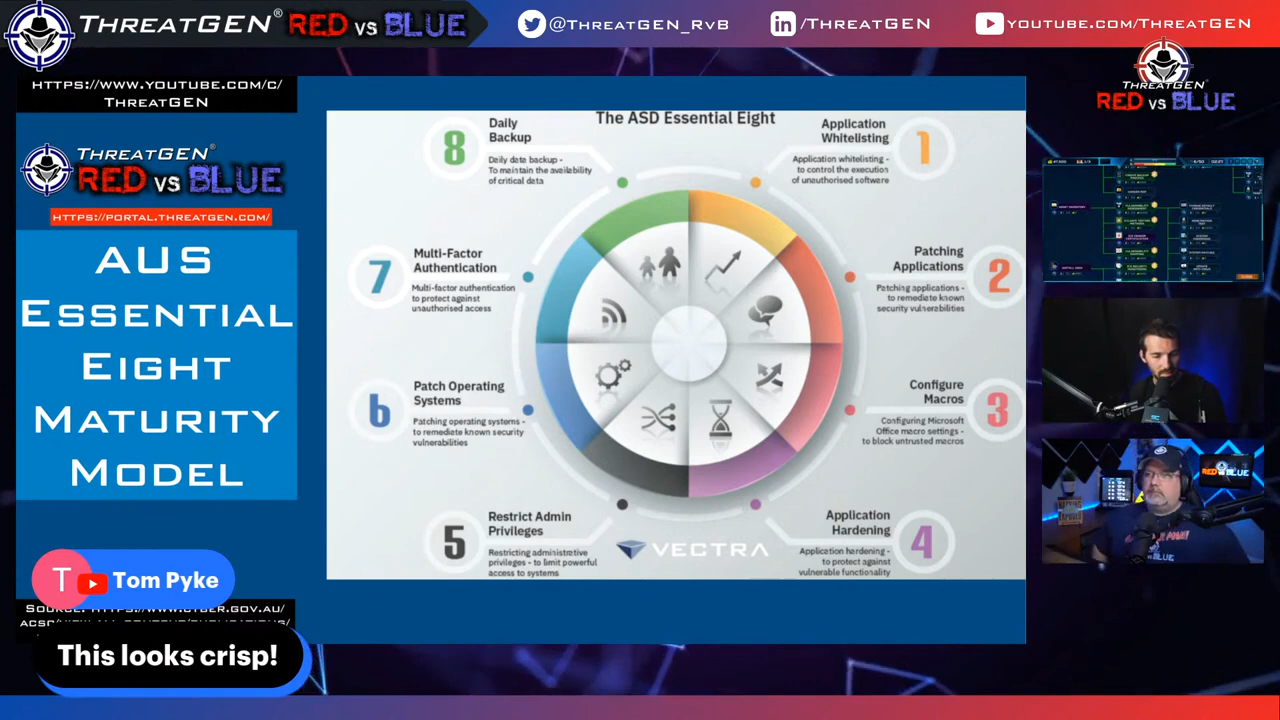 THREATGEN® RED VS BLUE
@THREATGEN_RVB
/THREATGEN
YOUTUBE.COM/THREATGEN
HTTPS://WWW.YOUTUBE.COM/C/
THREATGEN
THREATGEN®
RED VS BLUE
HTTPS://PORTAL.THREATGEN.COM/
AUS
ESSENTIAL
EIGHT
MATURITY
MODEL
T
Tom Pyke
SOURCE: HTTPS://WWW.CYBER.GOV.AU/
This looks crisp!
The ASD Essential Eight
8
Daily
Backup
Daily data backup -
To maintain the availability
of critical data
Application
Whitelisting
1
Application whitelisting -
to control the execution
of unauthorised software
7
Multi-Factor
Authentication
Multi-factor authentication
to protect against
unauthorised access
Patching
Applications
2
Patching applications -
to remediate known
security vulnerabilities
6
Patch Operating
Systems
Patching operating systems -
to remediate known security
vulnerabilities
Configure
Macros
3
Configuring Microsoft
Office macro settings -
to block untrusted macros
5
Restrict Admin
Privileges
Restricting administrative
privileges - to limit powerful
access to systems
VECTRA
Application
Hardening
4
Application hardening -
to protect against
vulnerable functionality
THREATGEN®
RED VS BLUE
RED VS BLUE